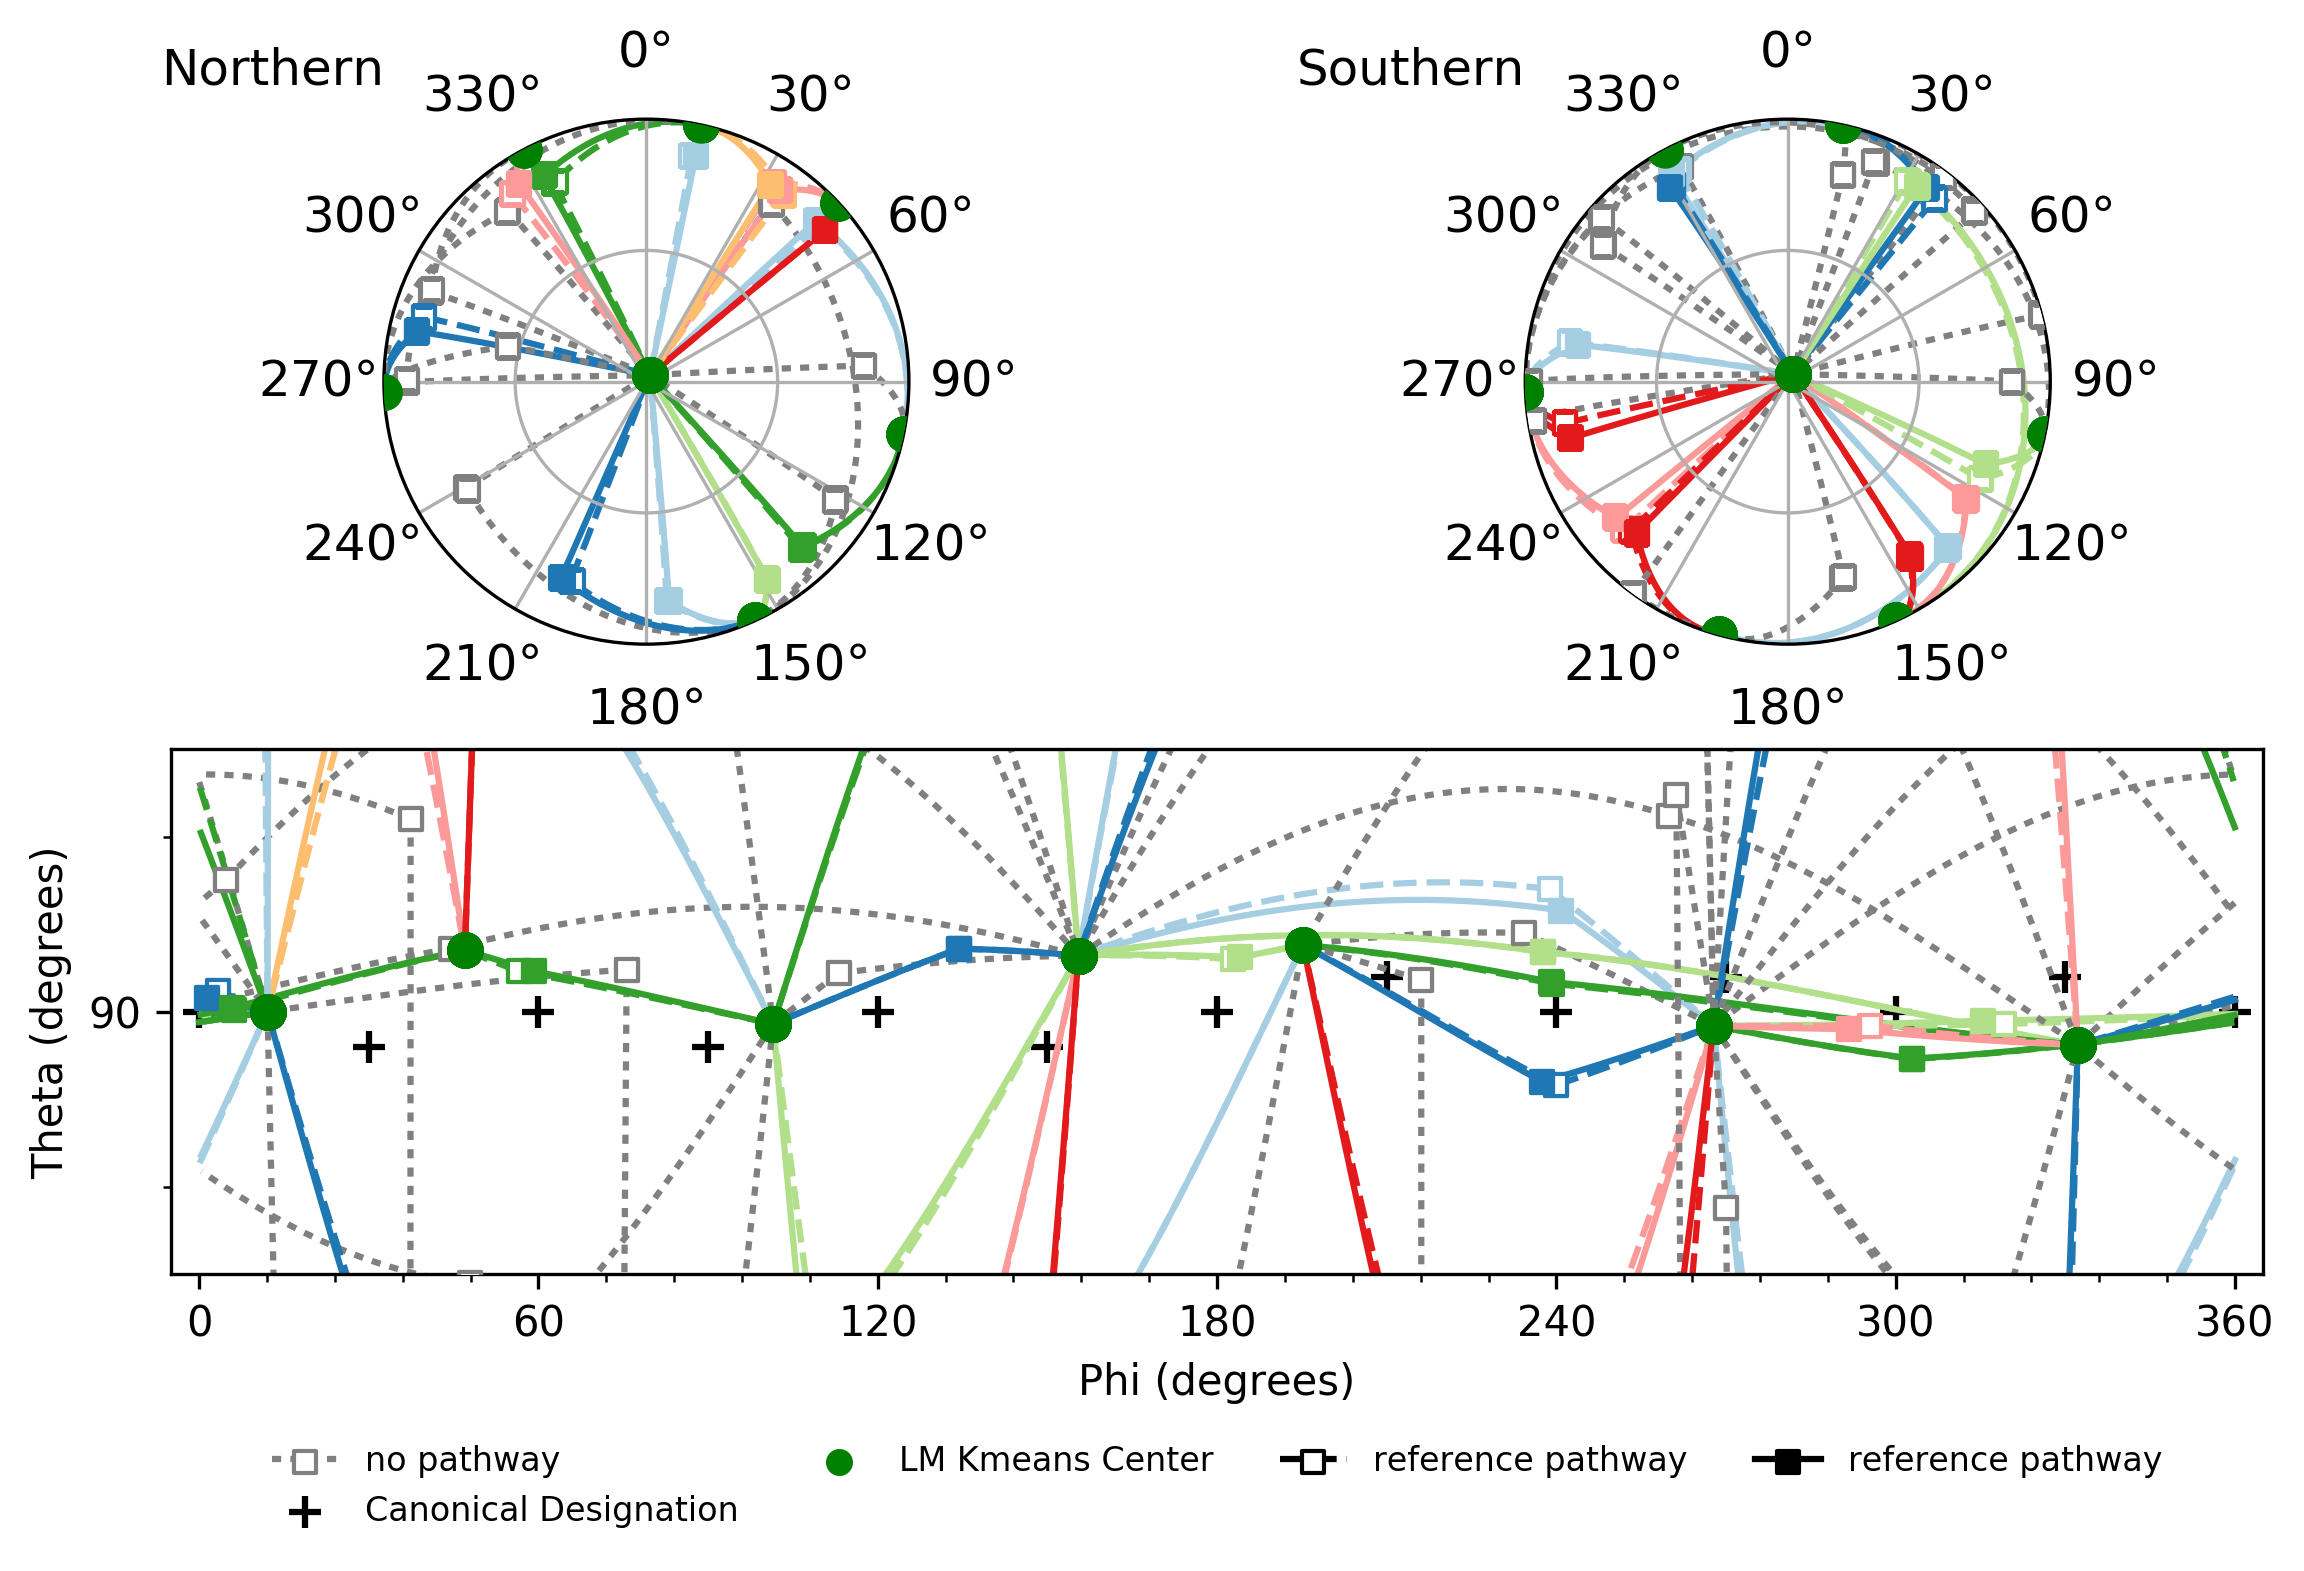 Northern
0°
30°
60°
90°
120°
150°
180°
210°
240°
270°
300°
330°
Southern
0°
30°
60°
90°
120°
150°
180°
210°
240°
270°
300°
330°
Theta (degrees)
90
0 60 120 180 240 300 360
Phi (degrees)
no pathway
Canonical Designation
LM Kmeans Center
reference pathway
reference pathway